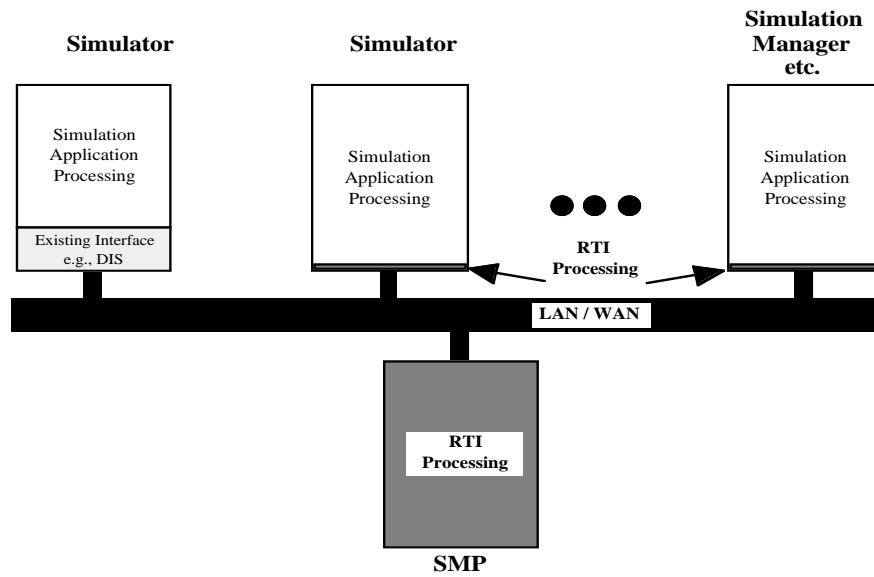 Simulator
Simulator
Simulation
Manager
etc.
Simulation
Application
Processing
Existing Interface
e.g., DIS
Simulation
Application
Processing
RTI
Processing
Simulation
Application
Processing
LAN / WAN
RTI
Processing
SMP